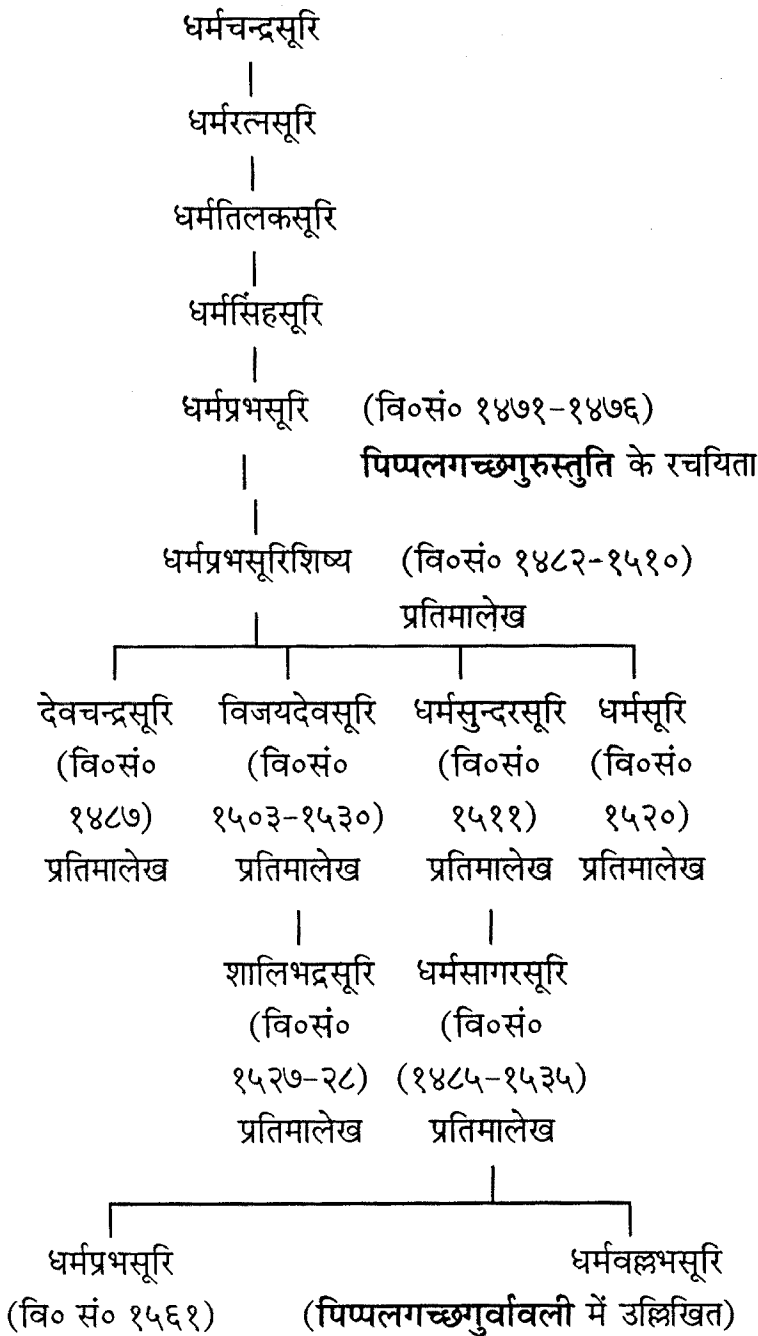 धर्मचन्द्रसूरि
धर्मरत्नसूरि
धर्मतिलकसूरि
धर्मसिंहसूरि
धर्मप्रभसूरि (वि०सं० १४७१-१४७६)
पिप्पलगच्छगुरुस्तुति के रचयिता
धर्मप्रभसूरिशिष्य (वि०सं० १४८२-१५१०)
प्रतिमालेख
देवचन्द्रसूरि विजयदेवसूरि धर्मसुन्दरसूरि धर्मसूरि
(वि०सं० (वि०सं० (वि०सं० (वि०सं०
१४८७) १५०३-१५३०) १५११) १५२०)
प्रतिमालेख प्रतिमालेख प्रतिमालेख प्रतिमालेख
शालिभद्रसूरि धर्मसागरसूरि
(वि०सं० (वि०सं०
१५२७-२८) (१४८५-१५३५)
प्रतिमालेख प्रतिमालेख
धर्मप्रभसूरि धर्मवल्लभसूरि
(वि० सं० १५६१) (पिप्पलगच्छगुर्वावली में उल्लिखित)